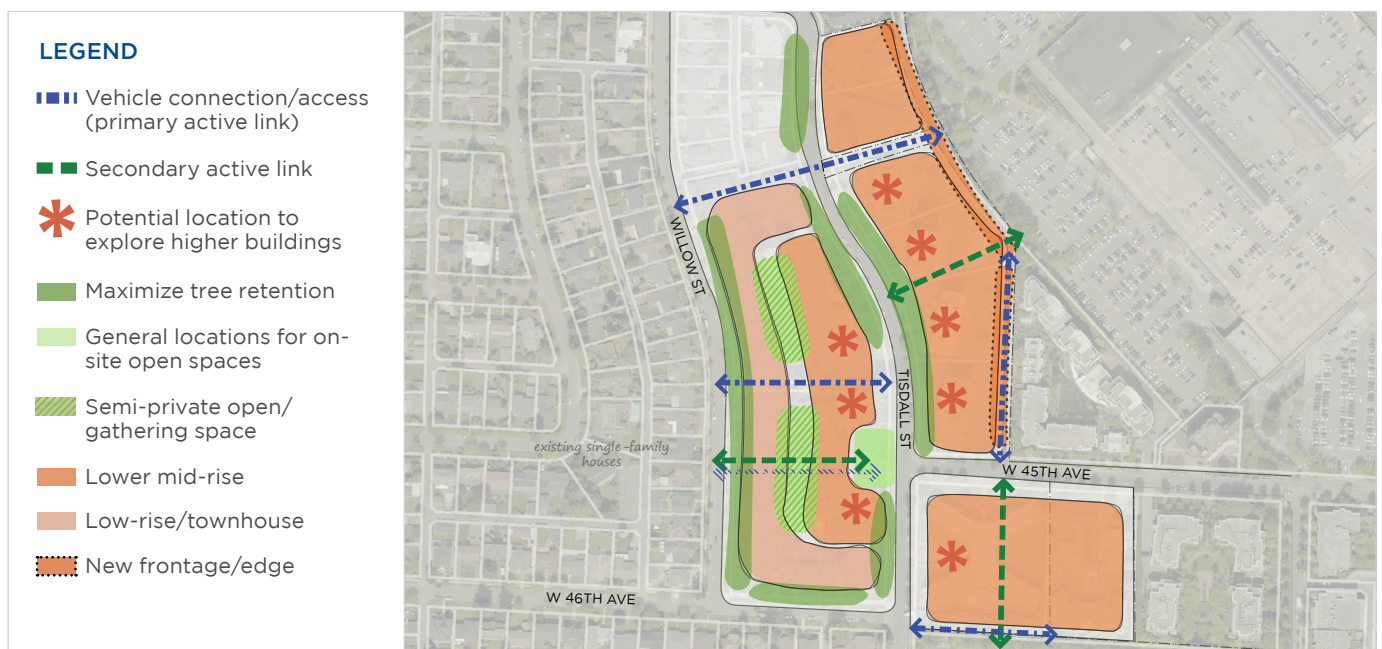 LEGEND
Vehicle connection/access
(primary active link)
Secondary active link
Potential location to
explore higher buildings
Maximize tree retention
General locations for on-
site open spaces
Semi-private open/
gathering space
Lower mid-rise
Low-rise/townhouse
New frontage/edge
WILLOW ST
TISDALL ST
existing single-family
houses
W 45TH AVE
W 46TH AVE